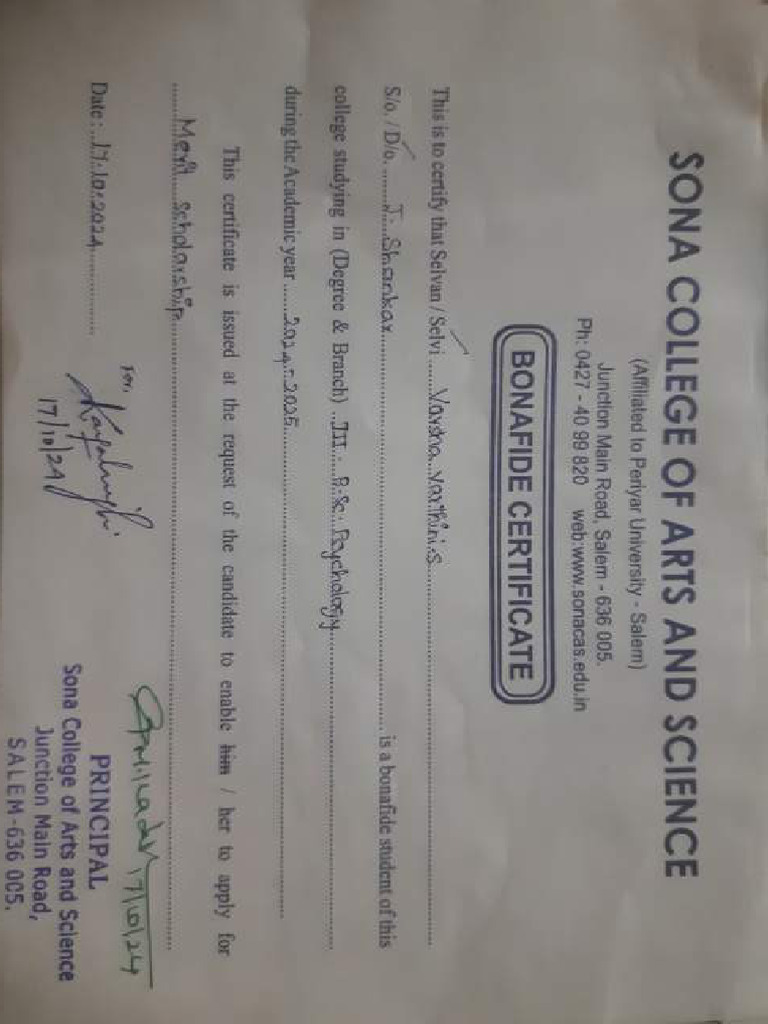 SONA COLLEGE OF ARTS AND SCIENCE
(Affiliated to Periyar University - Salem)
Junction Main Road, Salem - 636 005.
Ph: 0427 - 40 99 820 web:www.sonacas.edu.in
BONAFIDE CERTIFICATE
This is to certify that Selvan / Selvi Varsha Varthini.S
S/o. / D/o. J. Shankar is a bonafide student of this
college studying in (Degree & Branch) III. B.Sc. Psychology
during the Academic year 2024-2025
This certificate is issued at the request of the candidate to enable him / her to apply for
Merit Scholarship
Date: 17.10.2024
For,
17/10/24
17/10/24
PRINCIPAL
Sona College of Arts and Science
Junction Main Road,
SALEM-636 005.